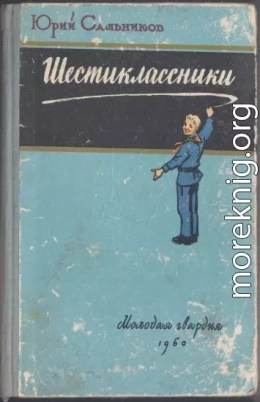 Юрий Сальников
Шестиклассники
Молодая гвардия
1960
moreknig.org